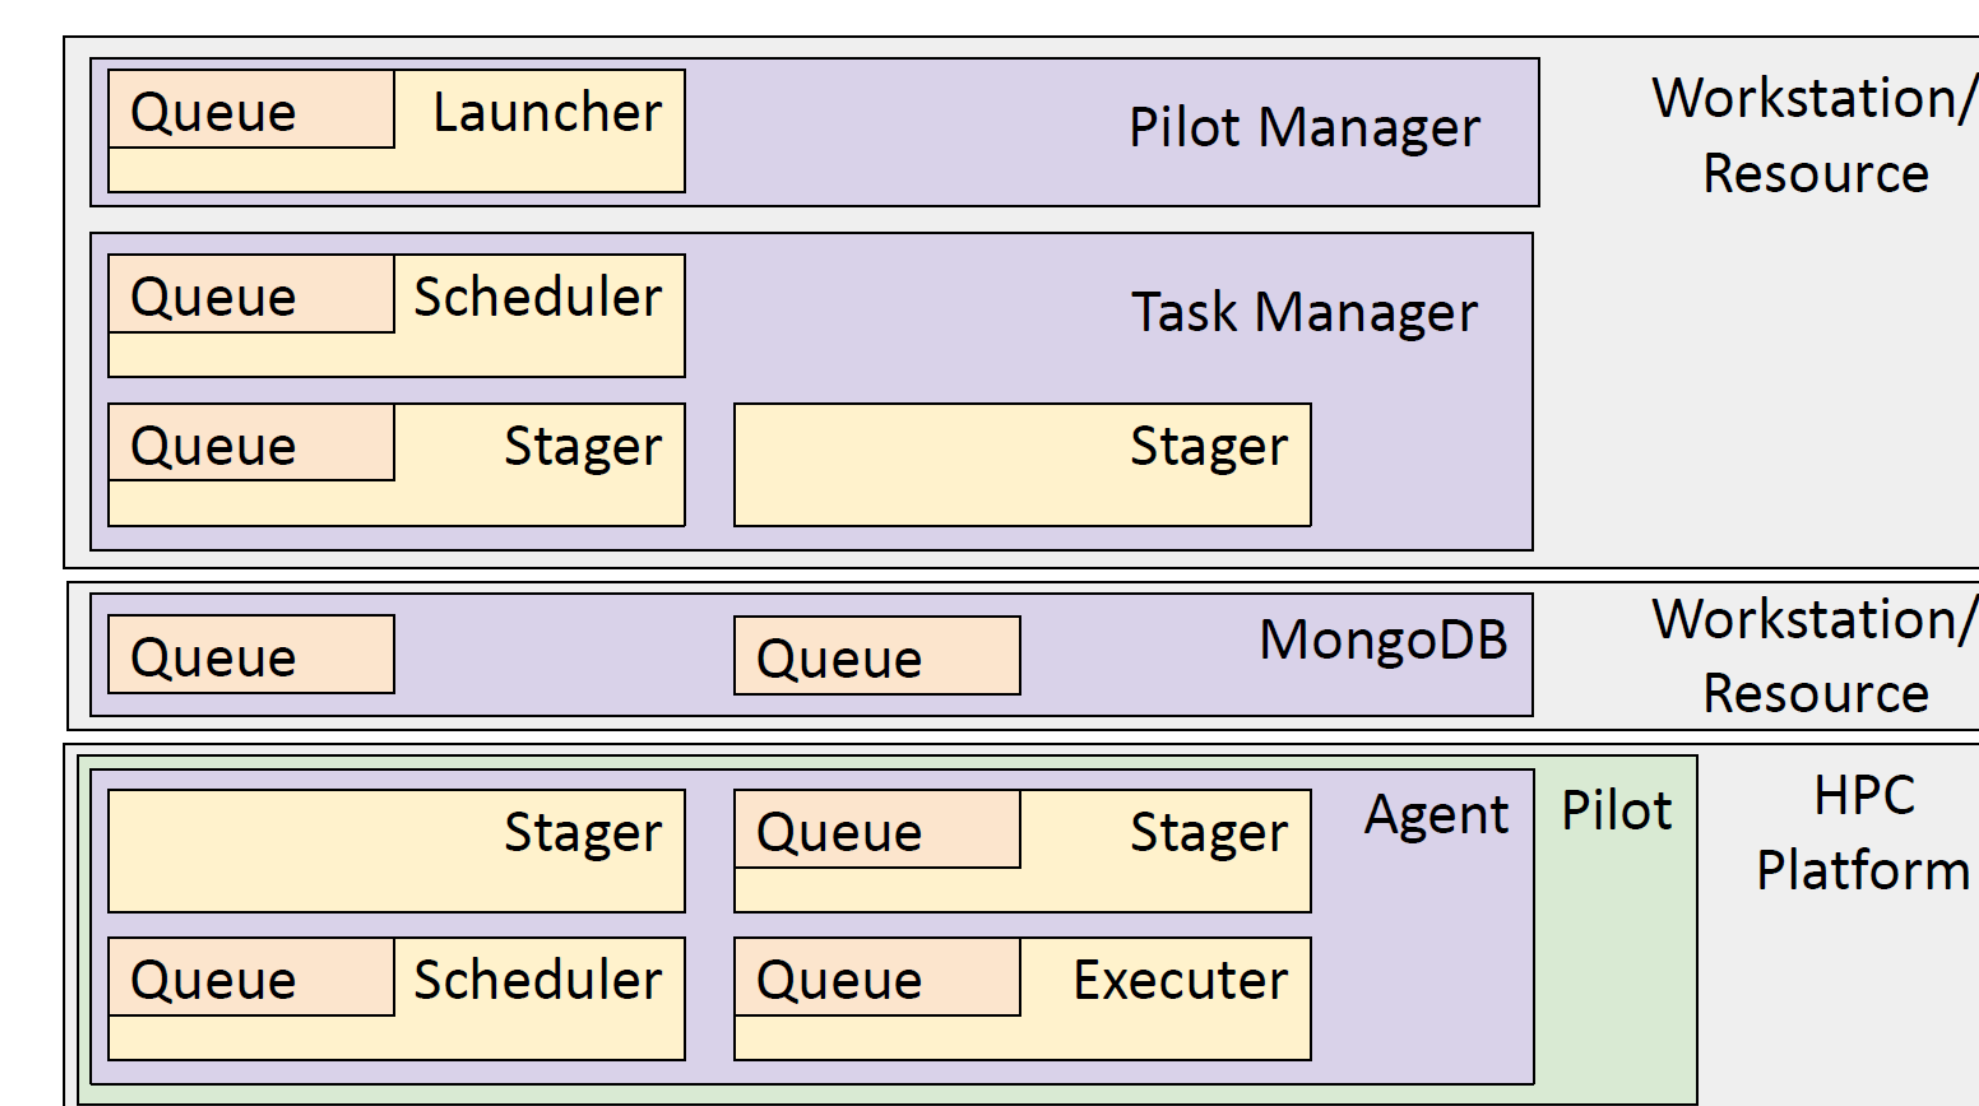 Queue Launcher Pilot Manager Workstation/
Resource
Queue Scheduler Task Manager
Queue Stager Stager
Queue Queue MongoDB Workstation/
Resource
Stager Queue Stager Agent Pilot HPC
Platform
Queue Scheduler Queue Executer